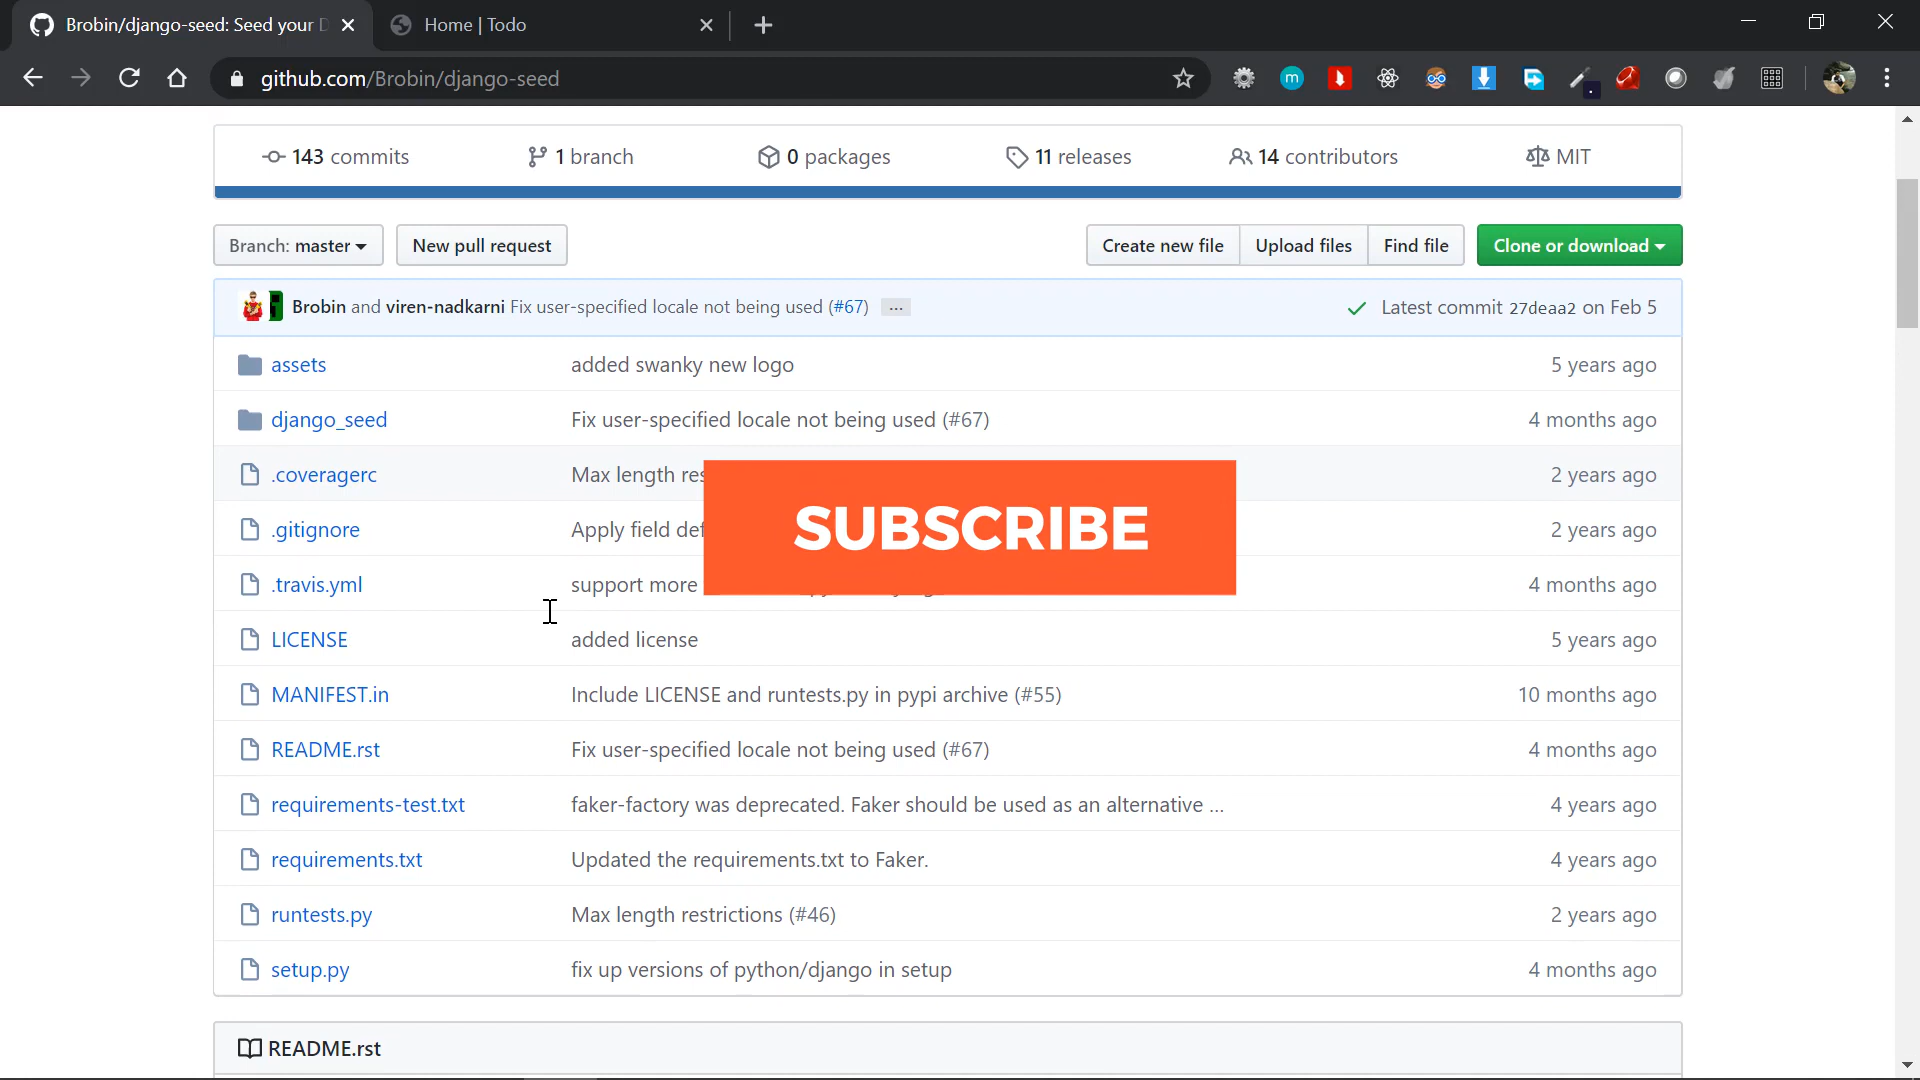 Brobin/django-seed: Seed your D
Home | Todo
github.com/Brobin/django-seed
m
143 commits
1 branch
0 packages
11 releases
14 contributors
MIT
Branch: master
New pull request
Create new file
Upload files
Find file
Clone or download
Brobin and viren-nadkarni Fix user-specified locale not being used (#67) ...
Latest commit 27deaa2 on Feb 5
assets
added swanky new logo
5 years ago
django_seed
Fix user-specified locale not being used (#67)
4 months ago
.coveragerc
Max length res
2 years ago
.gitignore
Apply field def
2 years ago
SUBSCRIBE
.travis.yml
support more
4 months ago
LICENSE
added license
5 years ago
MANIFEST.in
Include LICENSE and runtests.py in pypi archive (#55)
10 months ago
README.rst
Fix user-specified locale not being used (#67)
4 months ago
requirements-test.txt
faker-factory was deprecated. Faker should be used as an alternative ...
4 years ago
requirements.txt
Updated the requirements.txt to Faker.
4 years ago
runtests.py
Max length restrictions (#46)
2 years ago
setup.py
fix up versions of python/django in setup
4 months ago
README.rst